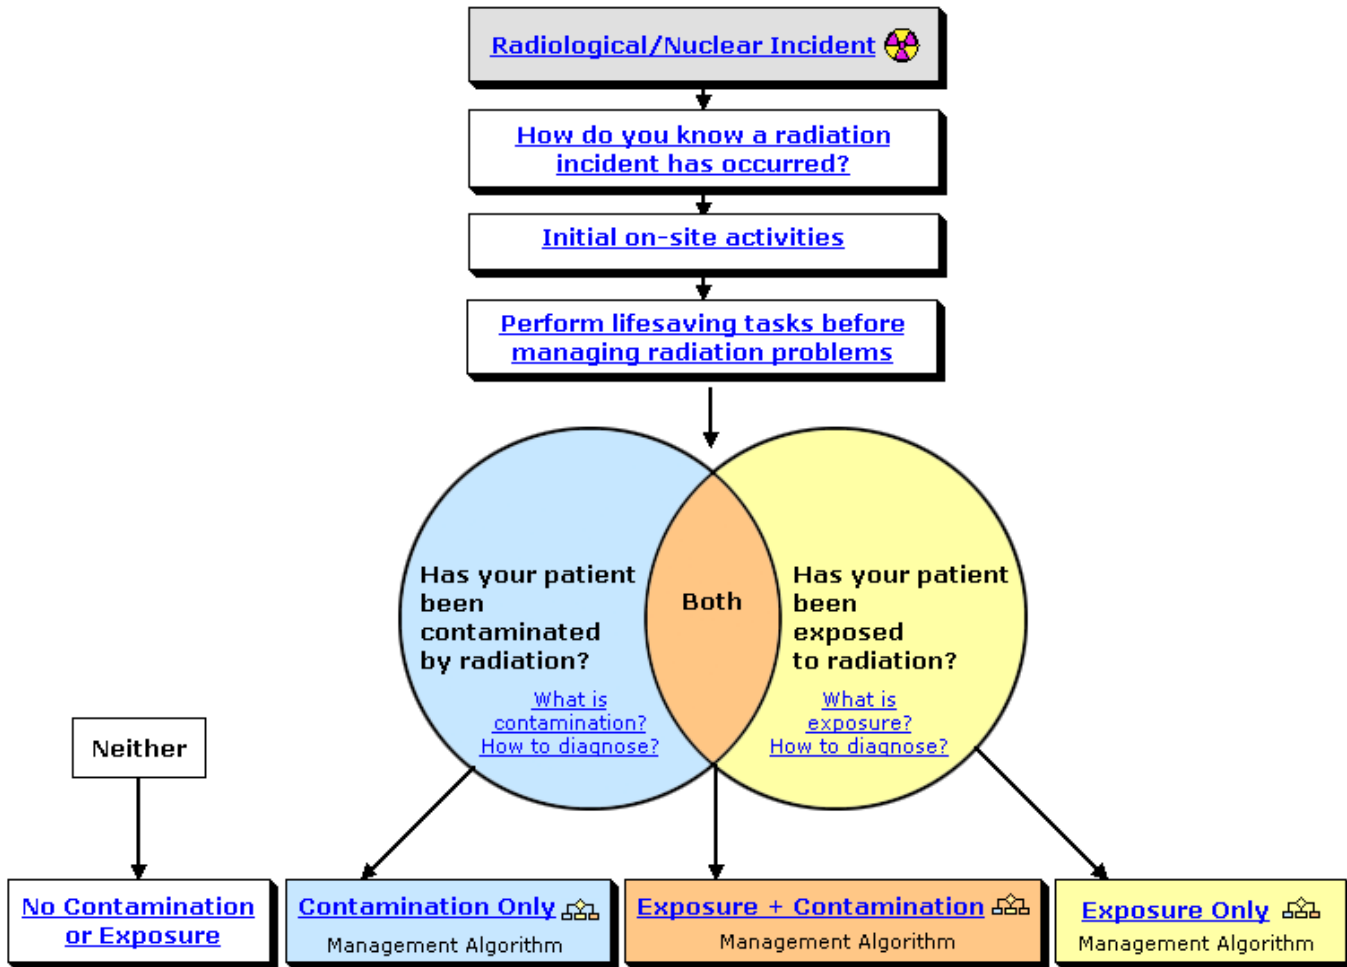 Radiological/Nuclear Incident
How do you know a radiation
incident has occurred?
Initial on-site activities
Perform lifesaving tasks before
managing radiation problems
Has your patient
been
contaminated
by radiation?
What is
contamination?
How to diagnose?
Both
Has your patient
been
exposed
to radiation?
What is
exposure?
How to diagnose?
Neither
No Contamination
or Exposure
Contamination Only
Management Algorithm
Exposure + Contamination
Management Algorithm
Exposure Only
Management Algorithm